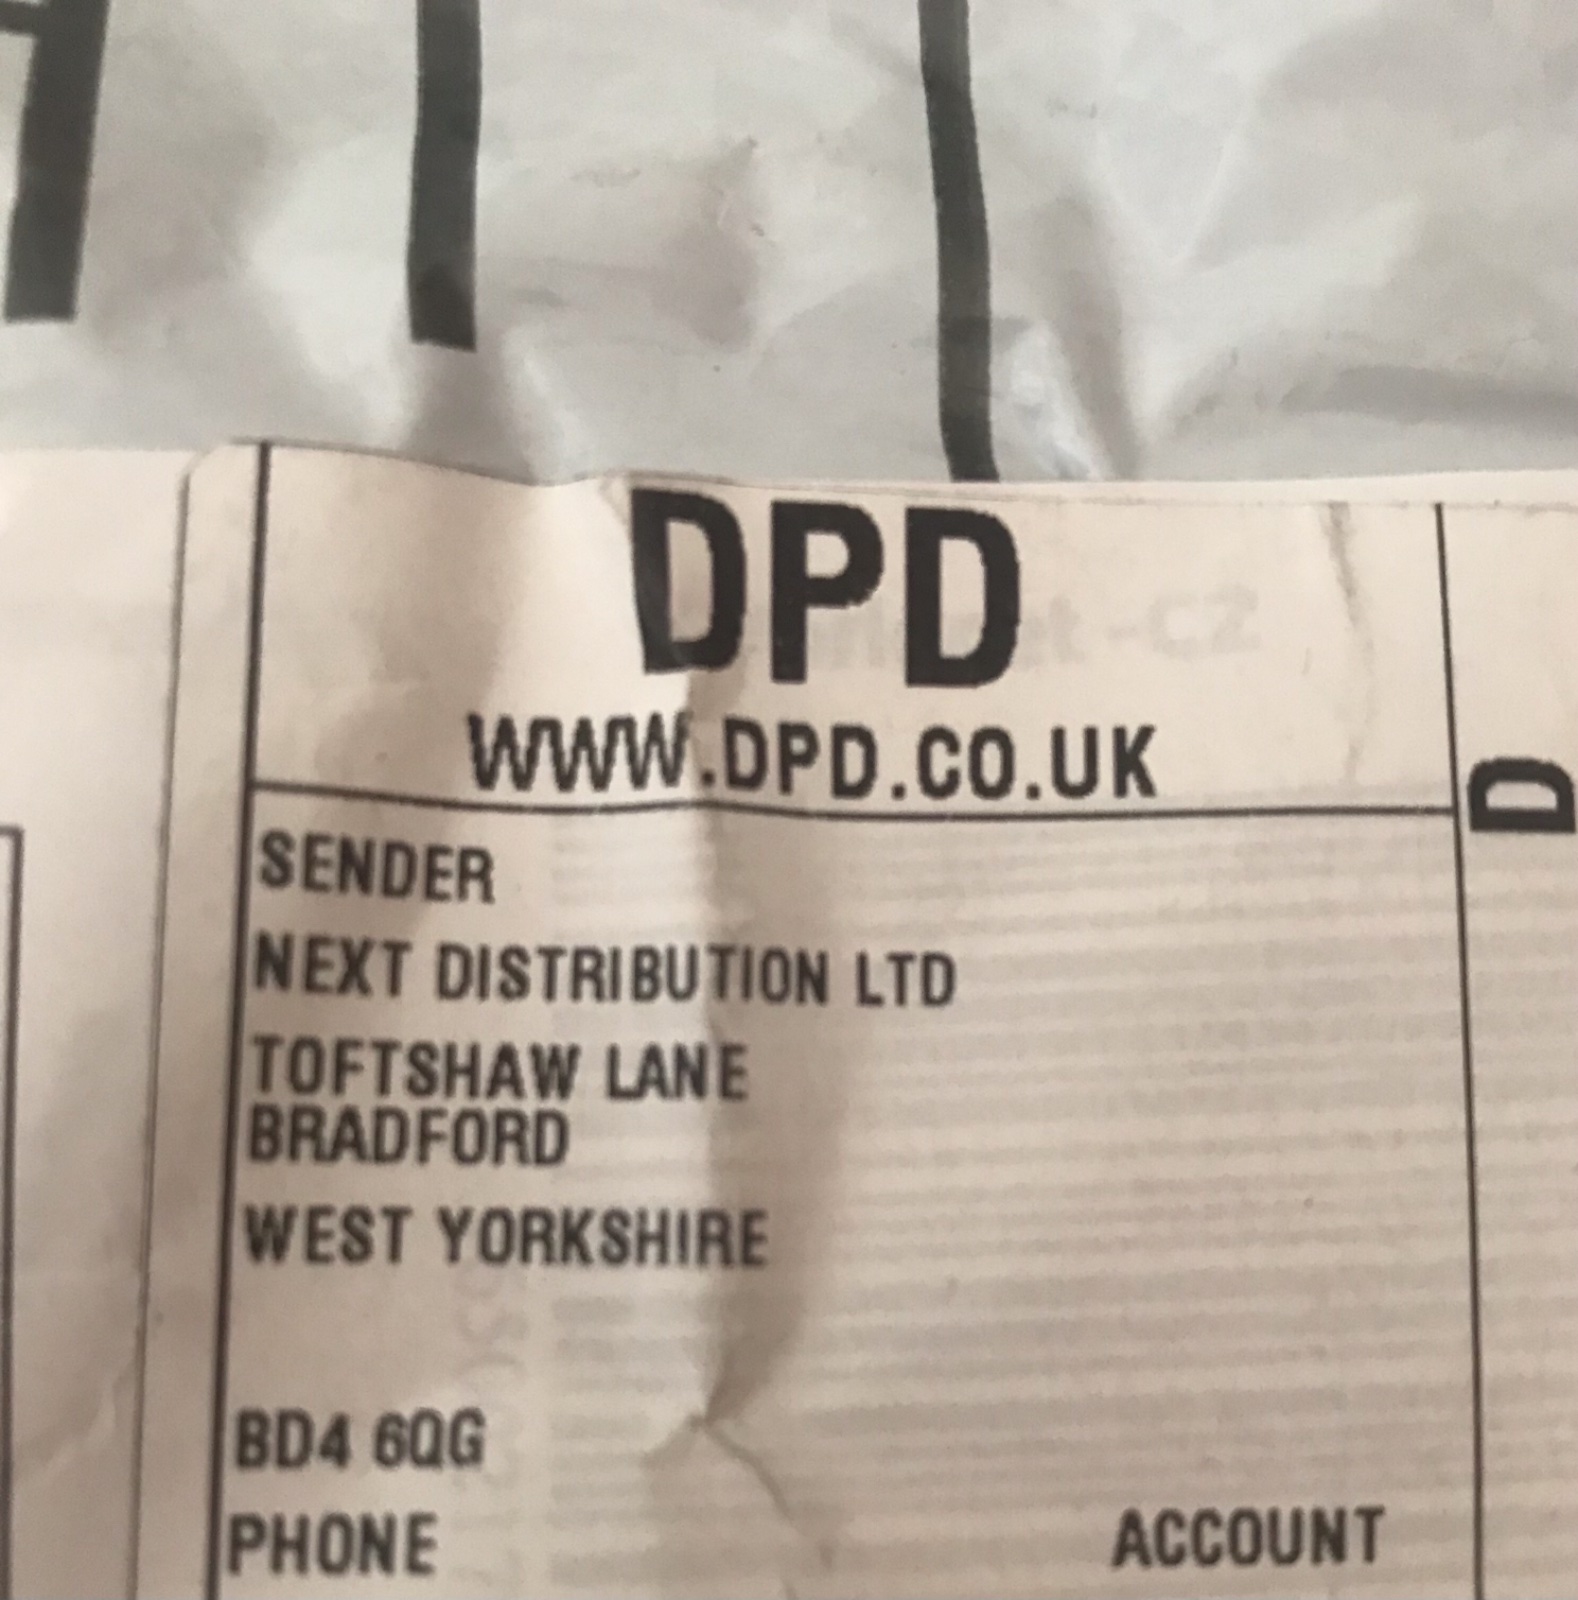 DPD
WWW.DPD.CO.UK
SENDER
NEXT DISTRIBUTION LTD
TOFTSHAW LANE
BRADFORD
WEST YORKSHIRE
BD4 6QG
PHONE ACCOUNT
D